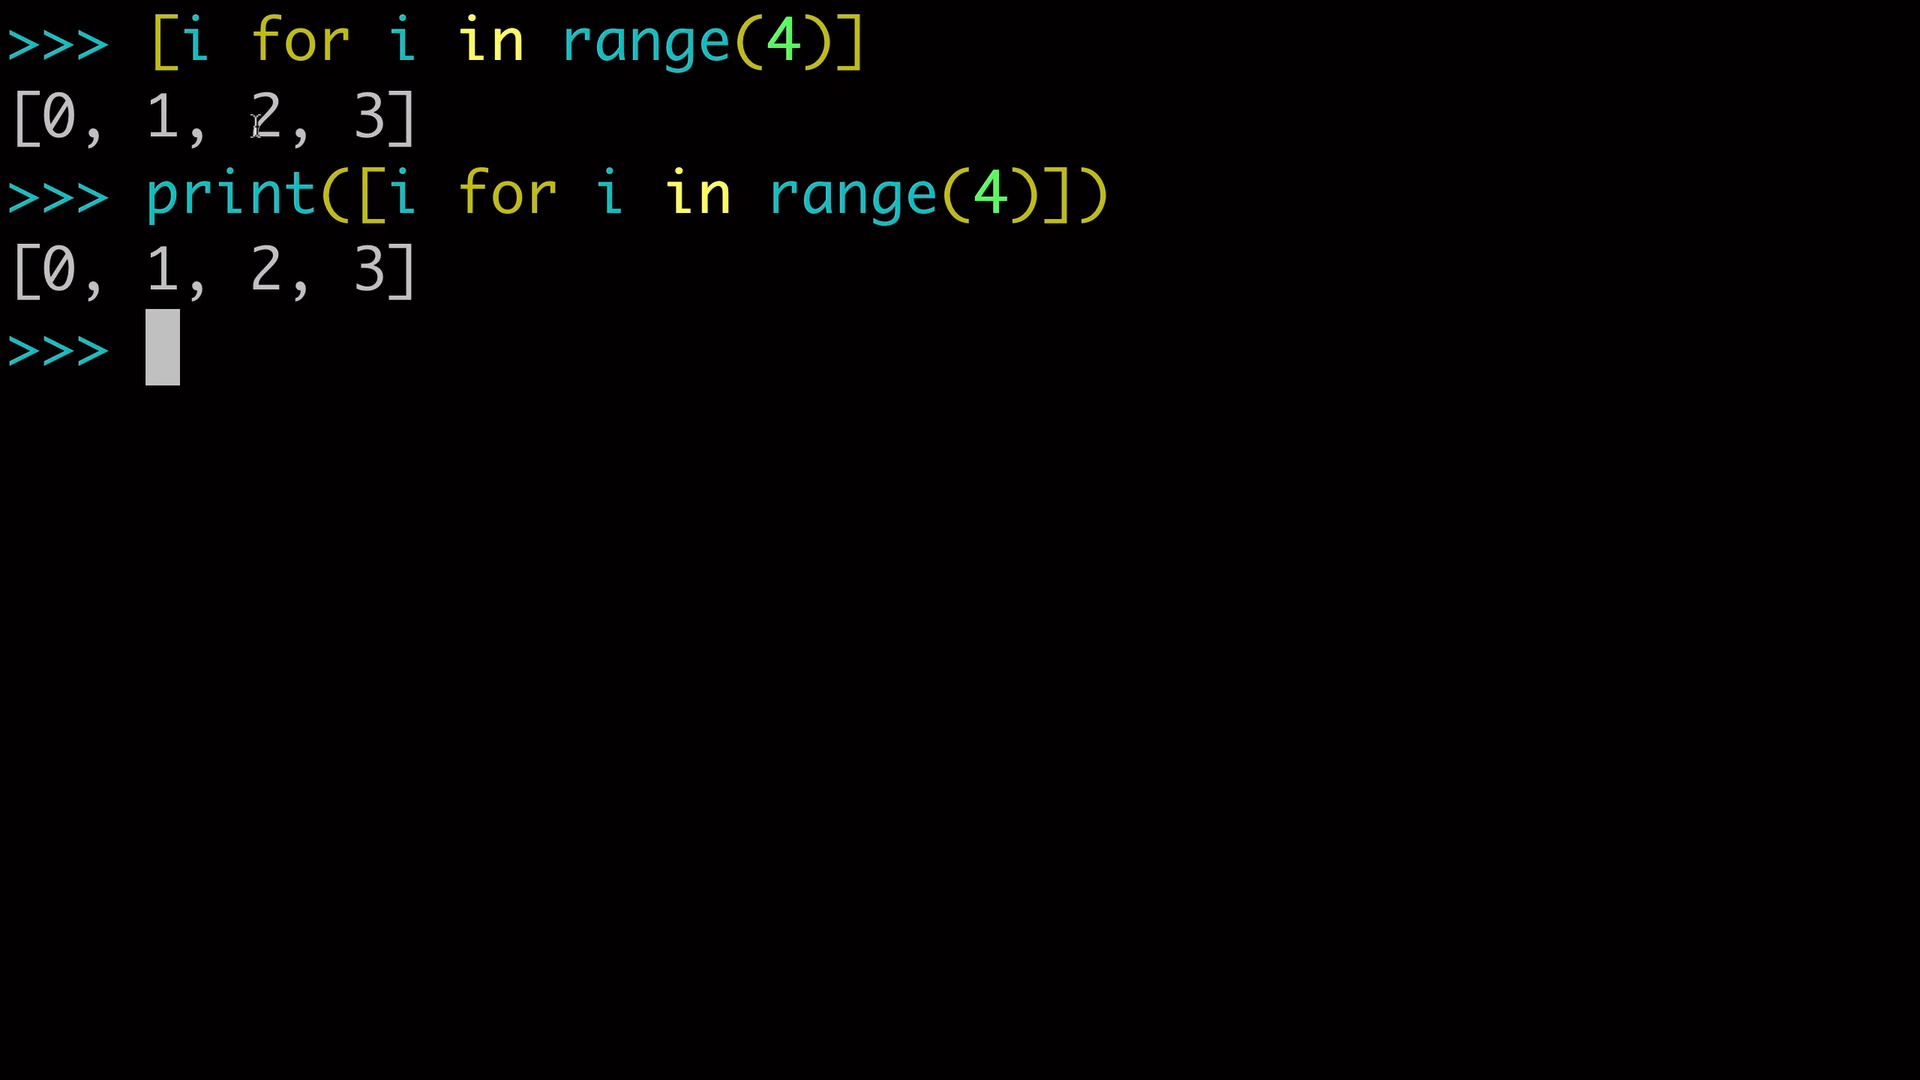 >>> [i for i in range(4)]
[0, 1, 2, 3]
>>> print([i for i in range(4)])
[0, 1, 2, 3]
>>>